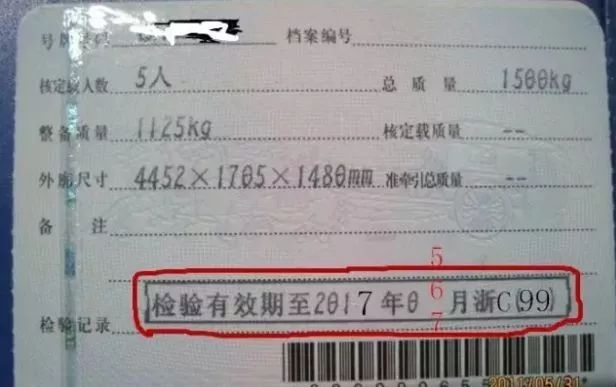 号牌号码 档案编号
核定载人数 5人 总质量 1500kg
整备质量 1125kg 核定载质量 --
外廓尺寸 4452×1705×1480mm 准牵引总质量 --
备注
5
检验有效期至2017年06月浙C(99)
7
检验记录
2011/05/31